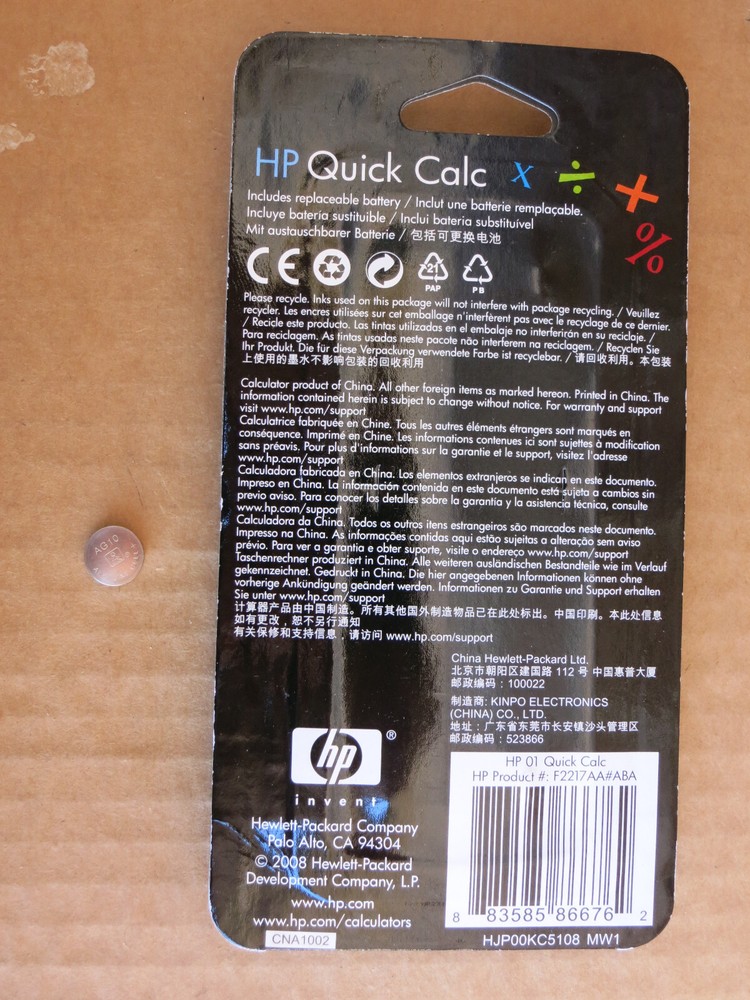 HP Quick Calc x ÷ + %
Includes replaceable battery / Inclut une batterie remplaçable.
Incluye batería sustituible / Inclui bateria substituível
Mit austauschbarer Batterie / 包括可更换电池
CE
21
PAP
PB
Please recycle. Inks used on this package will not interfere with package recycling. / Veuillez
recycler. Les encres utilisées sur cet emballage n'interfèrent pas avec le recyclage de ce dernier.
/ Recicle este producto. Las tintas utilizadas en el embalaje no interferirán en su reciclaje. /
Para reciclagem. As tintas usadas neste pacote não interferem na reciclagem. / Recyclen Sie
Ihr Produkt. Die für diese Verpackung verwendete Farbe ist recyclebar. / 请回收利用。本包装
上使用的墨水不影响包装的回收利用
Calculator product of China. All other foreign items as marked hereon. Printed in China. The
information contained herein is subject to change without notice. For warranty and support
visit www.hp.com/support
Calculatrice fabriquée en Chine. Tous les autres éléments étrangers sont marqués en
conséquence. Imprimé en Chine. Les informations contenues ici sont sujettes à modification
sans préavis. Pour plus d'informations sur la garantie et le support, visitez l'adresse
www.hp.com/support
Calculadora fabricada en China. Los elementos extranjeros se indican en este documento.
Impreso en China. La información contenida en este documento está sujeta a cambios sin
previo aviso. Para conocer los detalles sobre la garantía y la asistencia técnica, consulte
www.hp.com/support
Calculadora da China. Todos os outros itens estrangeiros são marcados neste documento.
Impresso na China. As informações contidas aqui estão sujeitas a alteração sem aviso
prévio. Para ver a garantia e obter suporte, visite o endereço www.hp.com/support
Taschenrechner produziert in China. Alle weiteren ausländischen Bestandteile wie im Verlauf
gekennzeichnet. Gedruckt in China. Die hier angegebenen Informationen können ohne
vorherige Ankündigung geändert werden. Informationen zu Garantie und Support erhalten
Sie unter www.hp.com/support
计算器产品由中国制造。所有其他国外制造物品已在此处标出。中国印刷。本此处信息
如有更改，恕不另行通知
有关保修和支持信息，请访问 www.hp.com/support
AG10
China Hewlett-Packard Ltd.
北京市朝阳区建国路 112 号 中国惠普大厦
邮政编码：100022
制造商: KINPO ELECTRONICS
(CHINA) CO., LTD.
地址：广东省东莞市长安镇沙头管理区
邮政编码：523866
hp®
invent
Hewlett-Packard Company
Palo Alto, CA 94304
© 2008 Hewlett-Packard
Development Company, L.P.
www.hp.com
www.hp.com/calculators
CNA1002
HP 01 Quick Calc
HP Product #: F2217AA#ABA
8 83585 86676 2
HJP00KC5108 MW1